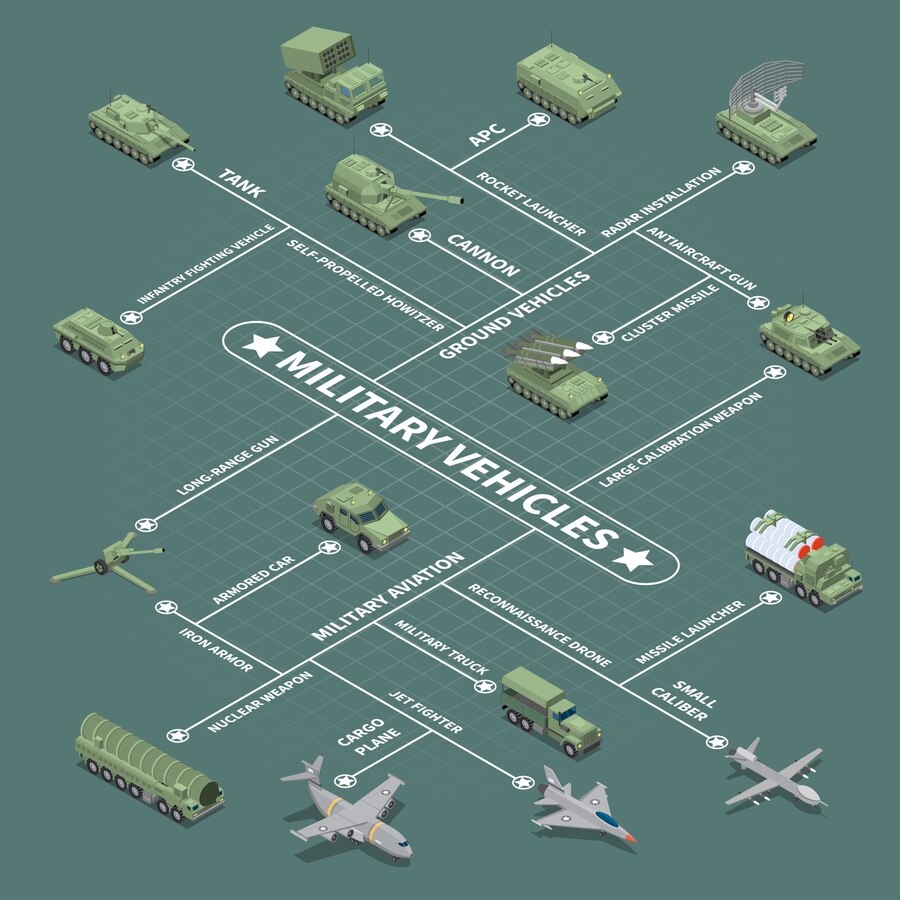 APC
TANK
ROCKET LAUNCHER
RADAR INSTALLATION
INFANTRY FIGHTING VEHICLE
SELF-PROPELLED HOWITZER
CANNON
ANTIAIRCRAFT GUN
GROUND VEHICLES
CLUSTER MISSILE
MILITARY VEHICLES
LONG-RANGE GUN
LARGE CALIBRATION WEAPON
ARMORED CAR
MILITARY AVIATION
RECONNAISSANCE DRONE
IRON ARMOR
MILITARY TRUCK
MISSILE LAUNCHER
NUCLEAR WEAPON
JET FIGHTER
SMALL
CALIBER
CARGO
PLANE